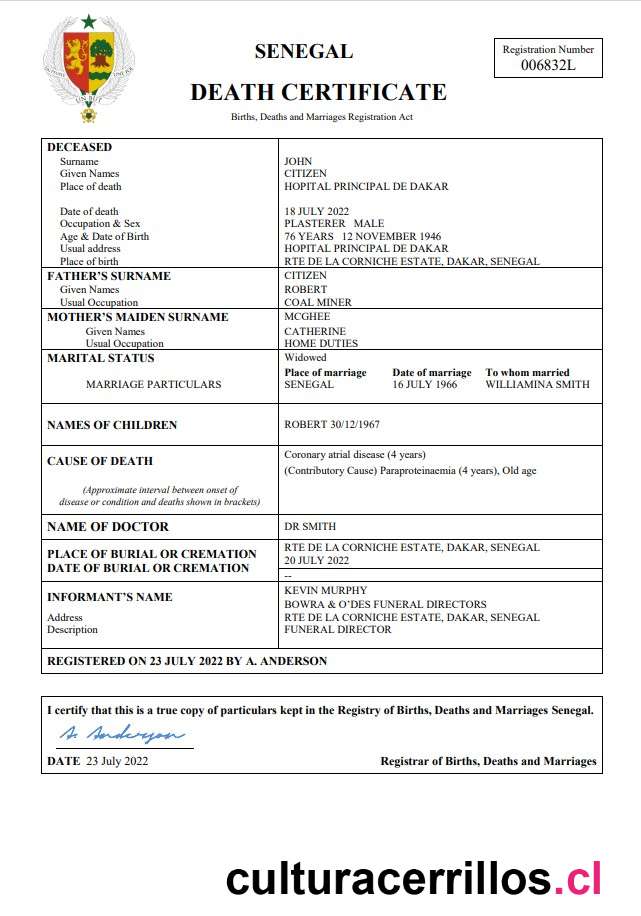 SENEGAL
DEATH CERTIFICATE
Births, Deaths and Marriages Registration Act
Registration Number
006832L
DECEASED
Surname JOHN
Given Names CITIZEN
Place of death HOPITAL PRINCIPAL DE DAKAR
Date of death 18 JULY 2022
Occupation & Sex PLASTERER MALE
Age & Date of Birth 76 YEARS 12 NOVEMBER 1946
Usual address HOPITAL PRINCIPAL DE DAKAR
Place of birth RTE DE LA CORNICHE ESTATE, DAKAR, SENEGAL
FATHER'S SURNAME CITIZEN
Given Names ROBERT
Usual Occupation COAL MINER
MOTHER'S MAIDEN SURNAME MCGHEE
Given Names CATHERINE
Usual Occupation HOME DUTIES
MARITAL STATUS Widowed
Place of marriage Date of marriage To whom married
MARRIAGE PARTICULARS SENEGAL 16 JULY 1966 WILLIAMINA SMITH
NAMES OF CHILDREN ROBERT 30/12/1967
CAUSE OF DEATH Coronary atrial disease (4 years)
(Contributory Cause) Paraproteinaemia (4 years), Old age
(Approximate interval between onset of
disease or condition and deaths shown in brackets)
NAME OF DOCTOR DR SMITH
PLACE OF BURIAL OR CREMATION RTE DE LA CORNICHE ESTATE, DAKAR, SENEGAL
DATE OF BURIAL OR CREMATION 20 JULY 2022
--
INFORMANT'S NAME KEVIN MURPHY
BOWRA & O'DES FUNERAL DIRECTORS
Address RTE DE LA CORNICHE ESTATE, DAKAR, SENEGAL
Description FUNERAL DIRECTOR
REGISTERED ON 23 JULY 2022 BY A. ANDERSON
I certify that this is a true copy of particulars kept in the Registry of Births, Deaths and Marriages Senegal.
A. Anderson
DATE 23 July 2022 Registrar of Births, Deaths and Marriages
culturacerrillos.cl